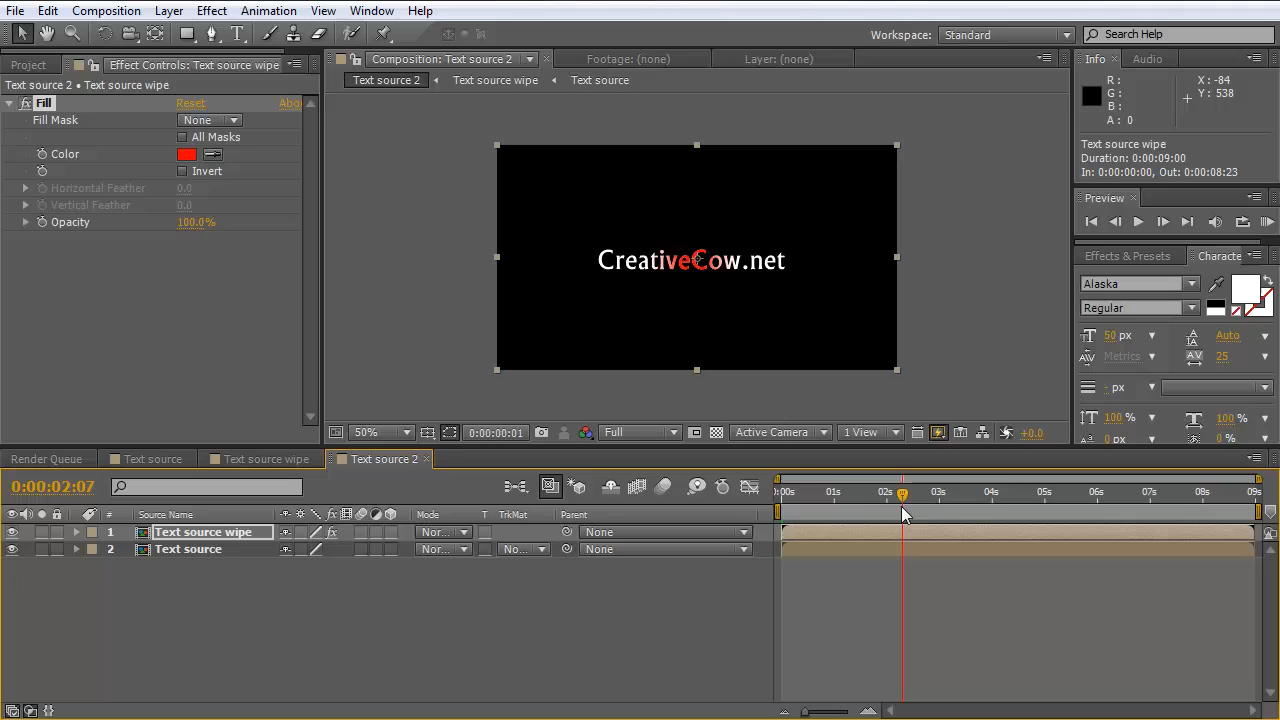 File Edit Composition Layer Effect Animation View Window Help
Workspace: Standard Search Help
Project Effect Controls: Text source wipe
Composition: Text source 2 Footage: (none) Layer: (none)
Info Audio
Text source 2 • Text source wipe
Text source 2 Text source wipe Text source
fx Fill Reset Abo
Fill Mask None
All Masks
Color
Invert
Horizontal Feather 0.0
Vertical Feather 0.0
Opacity 100.0%
CreativeCow.net
R:
G:
B:
A: 0
X: -84
Y: 538
Text source wipe
Duration: 0:00:09:00
In: 0:00:00:00, Out: 0:00:08:23
Preview
Effects & Presets Characte
Alaska
Regular
50 px Auto
Metrics 25
- px
100 % 100 %
0 px 0 %
50% 0:00:00:01 Full Active Camera 1 View +0.0
Render Queue Text source Text source wipe Text source 2
0:00:02:07
:00s 01s 02s 03s 04s 05s 06s 07s 08s 09s
# Source Name fx Mode T TrkMat Parent
1 Text source wipe fx Nor... None
2 Text source Nor... No... None